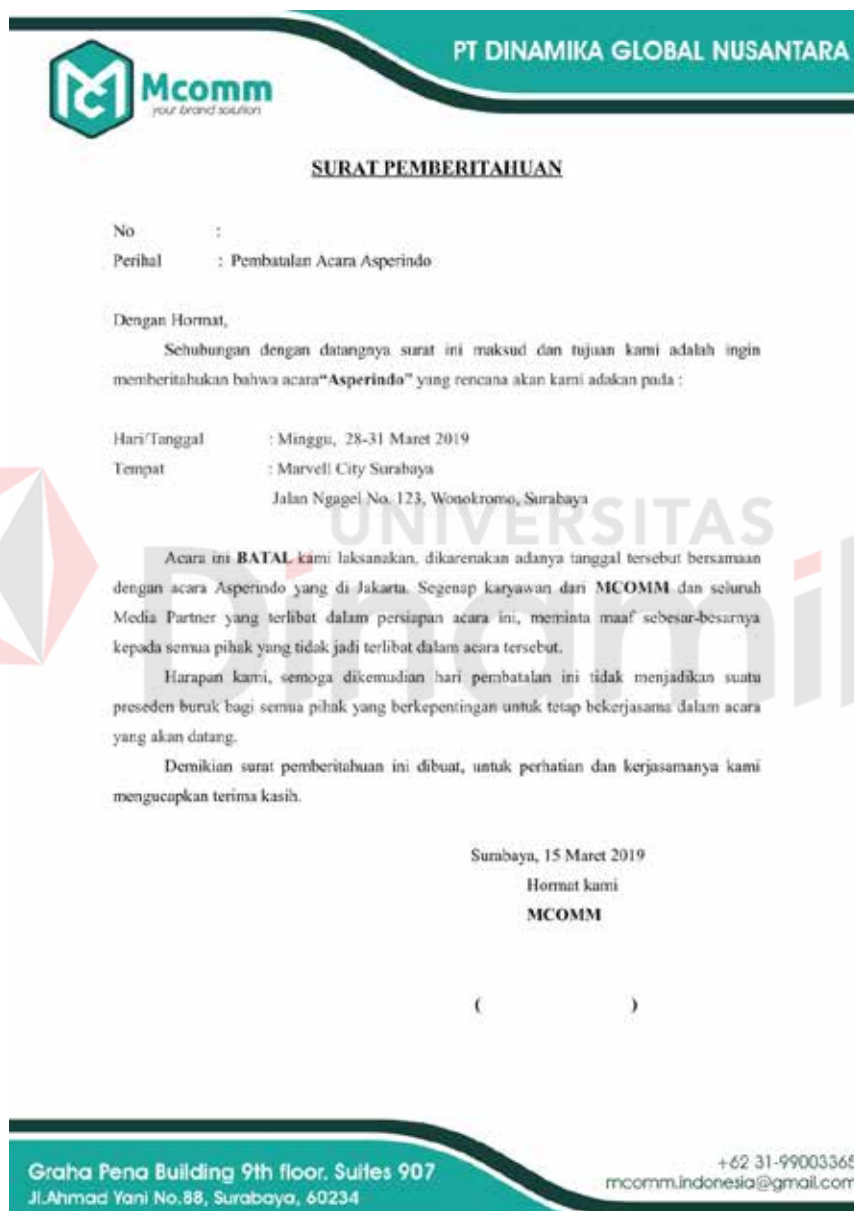 PT DINAMIKA GLOBAL NUSANTARA
Mcomm
your brand solution
SURAT PEMBERITAHUAN
No :
Perihal : Pembatalan Acara Asperindo
Dengan Hormat,
Sehubungan dengan datangnya surat ini maksud dan tujuan kami adalah ingin
memberitahukan bahwa acara“Asperindo” yang rencana akan kami adakan pada :
Hari/Tanggal : Minggu, 28-31 Maret 2019
Tempat : Marvell City Surabaya
Jalan Ngagel No. 123, Wonokromo, Surabaya
UNIVERSITAS
Acara ini BATAL kami laksanakan, dikarenakan adanya tanggal tersebut bersamaan
dengan acara Asperindo yang di Jakarta. Segenap karyawan dari MCOMM dan seluruh
Media Partner yang terlibat dalam persiapan acara ini, meminta maaf sebesar-besarnya
kepada semua pihak yang tidak jadi terlibat dalam acara tersebut.
Dinamik
Harapan kami, semoga dikemudian hari pembatalan ini tidak menjadikan suatu
preseden buruk bagi semua pihak yang berkepentingan untuk tetap bekerjasama dalam acara
yang akan datang.
Demikian surat pemberitahuan ini dibuat, untuk perhatian dan kerjasamanya kami
mengucapkan terima kasih.
Surabaya, 15 Maret 2019
Hormat kami
MCOMM
( )
Graha Pena Building 9th floor. Suites 907
Jl.Ahmad Yani No.88, Surabaya, 60234
+62 31-99003365
mcomm.indonesia@gmail.com